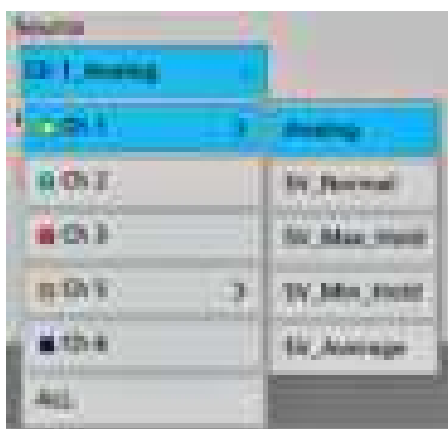 Source
Ch 1_Analog
Ch 1
Ch 2
Ch 3
Ch 5
Ch 6
ALL
Analog
SV_Normal
SV_Max_Hold
SV_Min_Hold
SV_Average